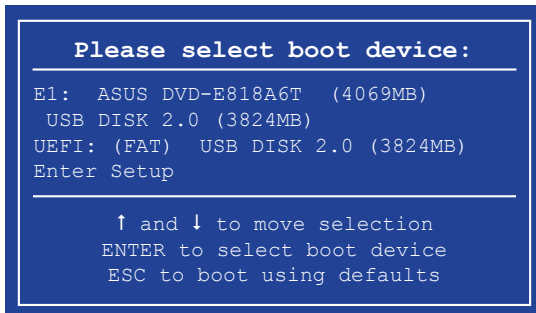 Please select boot device:
E1:  ASUS DVD-E818A6T  (4069MB)
USB DISK 2.0 (3824MB)
UEFI: (FAT)  USB DISK 2.0 (3824MB)
Enter Setup
↑ and ↓ to move selection
ENTER to select boot device
ESC to boot using defaults